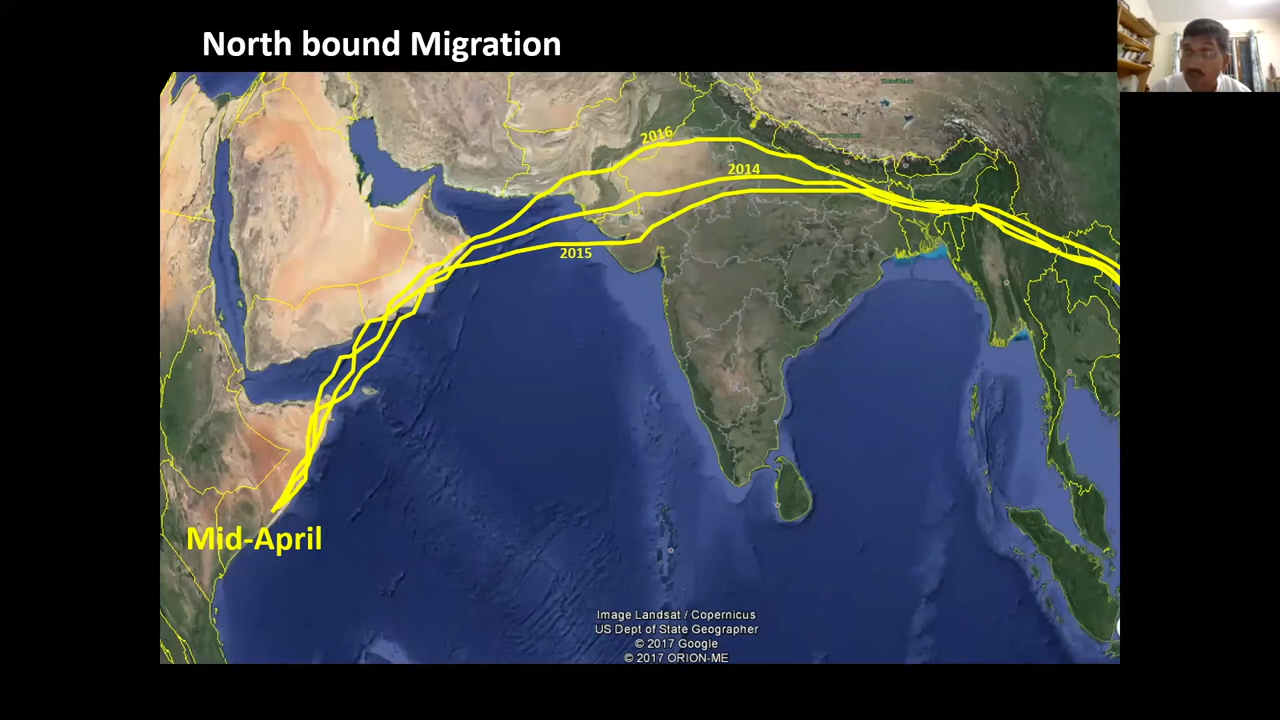 North bound Migration
2016
2014
2015
Mid-April
Image Landsat / Copernicus
US Dept of State Geographer
© 2017 Google
© 2017 ORION-ME